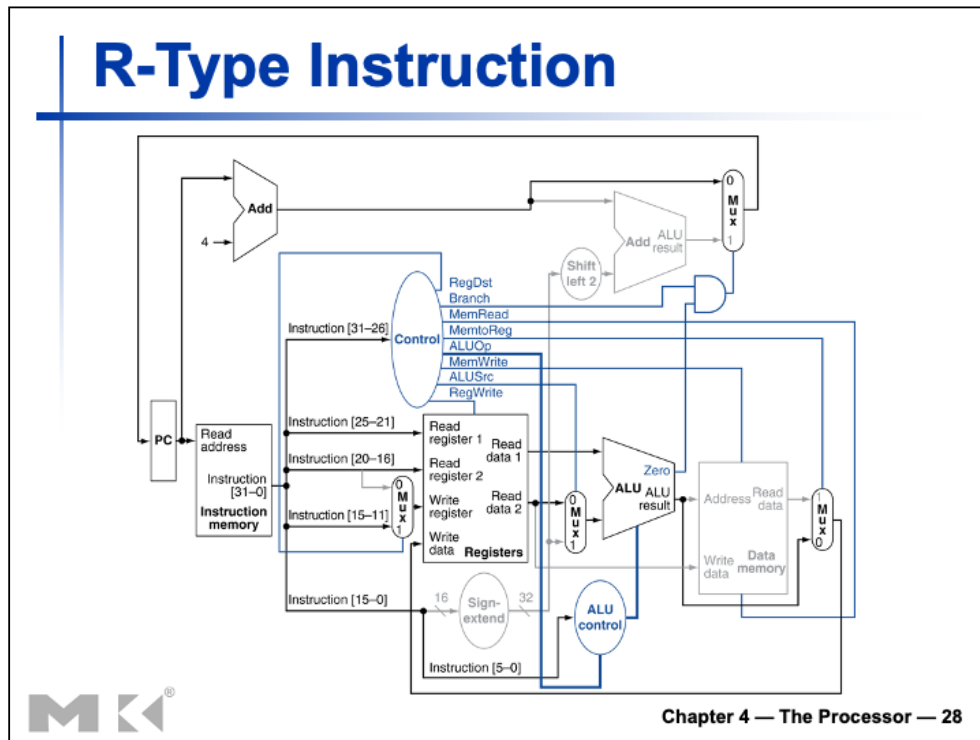 R-Type Instruction
0
M
u
x
1
Add
4
Add
ALU
result
Shift
left 2
RegDst
Branch
MemRead
MemtoReg
ALUOp
MemWrite
ALUSrc
RegWrite
Control
Instruction [31–26]
Instruction [25–21]
Instruction [20–16]
Instruction [15–11]
Instruction [15–0]
Instruction [5–0]
PC
Read
address
Instruction
[31–0]
Instruction
memory
0
M
u
x
1
Read
register 1
Read
register 2
Write
register
Write
data
Read
data 1
Read
data 2
Registers
0
M
u
x
1
Zero
ALU
ALU
result
Address
Read
data
Write
data
Data
memory
1
M
u
x
0
16
Sign-
extend
32
ALU
control
MK®
Chapter 4 — The Processor — 28